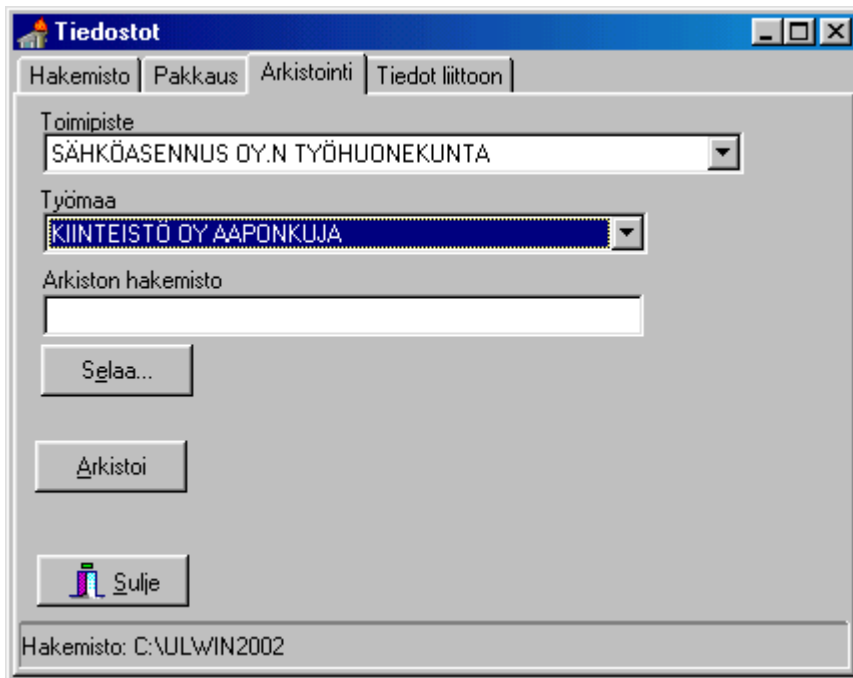 Tiedostot
Hakemisto Pakkaus Arkistointi Tiedot liittoon
Toimipiste
SÄHKÖASENNUS OY.N TYÖHUONEKUNTA
Työmaa
KIINTEISTÖ OY AAPONKUJA
Arkiston hakemisto
Selaa...
Arkistoi
Sulje
Hakemisto: C:\ULWIN2002